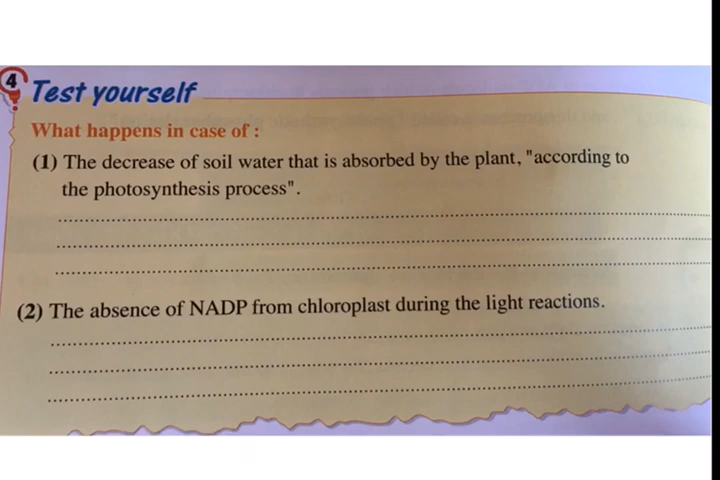 4
Test yourself
What happens in case of :
(1) The decrease of soil water that is absorbed by the plant, "according to
the photosynthesis process".
(2) The absence of NADP from chloroplast during the light reactions.